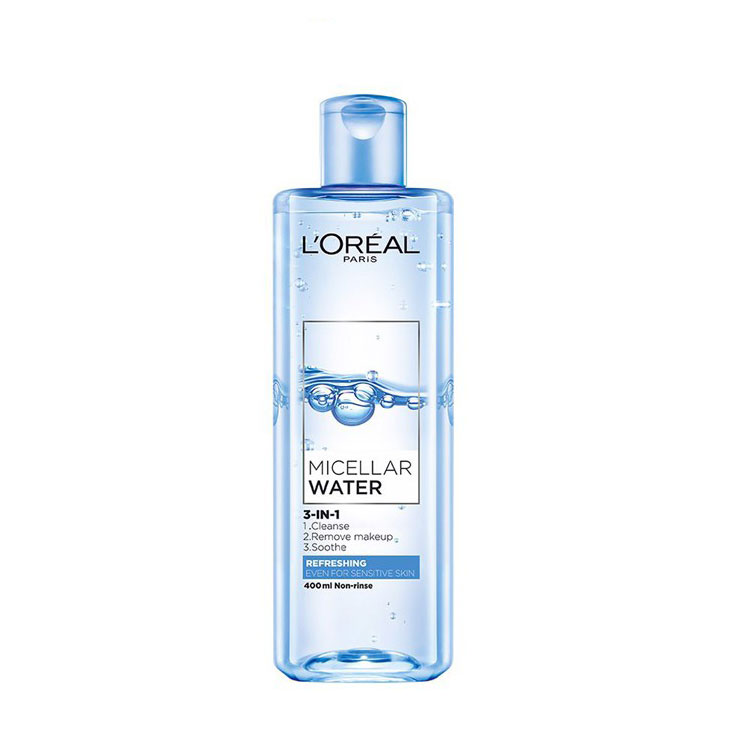 L'ORÉAL
PARIS
MICELLAR
WATER
3-IN-1
1.Cleanse
2.Remove makeup
3.Soothe
REFRESHING
EVEN FOR SENSITIVE SKIN
400ml Non-rinse